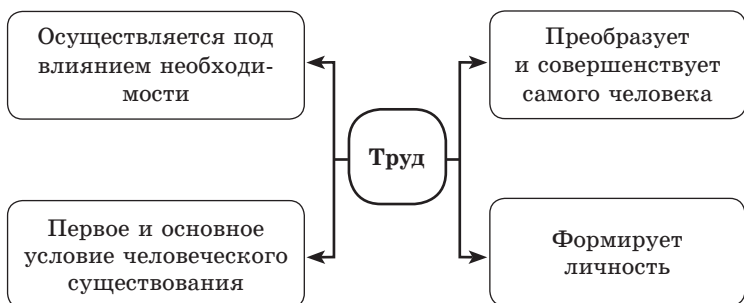 Осуществляется под
влиянием необходи-
мости
Преобразует
и совершенствует
самого человека
Труд
Первое и основное
условие человеческого
существования
Формирует
личность